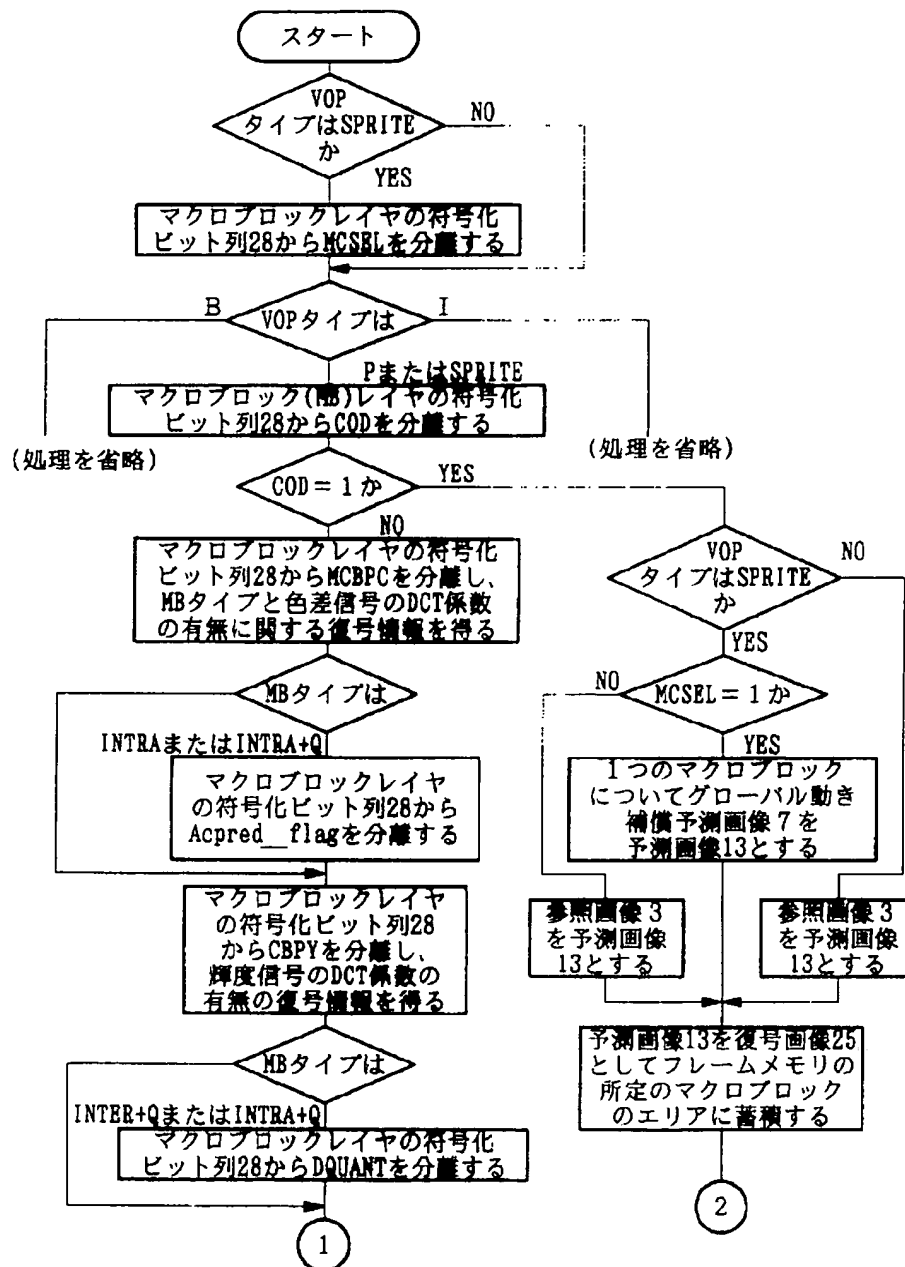 スタート
VOP
タイプはSPRITE
か
NO
YES
マクロブロックレイヤの符号化
ビット列28からMCSELを分離する
B
VOPタイプは
I
PまたはSPRITE
マクロブロック(MB)レイヤの符号化
ビット列28からCODを分離する
(処理を省略)
(処理を省略)
COD=1か
YES
NO
マクロブロックレイヤの符号化
ビット列28からMCBPCを分離し、
MBタイプと色差信号のDCT係数
の有無に関する復号情報を得る
VOP
タイプはSPRITE
か
NO
YES
MBタイプは
NO
MCSEL=1か
YES
INTRAまたはINTRA+Q
マクロブロックレイヤ
の符号化ビット列28から
Acpred_flagを分離する
1つのマクロブロック
についてグローバル動き
補償予測画像7を
予測画像13とする
マクロブロックレイヤ
の符号化ビット列28
からCBPYを分離し、
輝度信号のDCT係数の
有無の復号情報を得る
参照画像3
を予測画像
13とする
参照画像3
を予測画像
13とする
MBタイプは
予測画像13を復号画像25
としてフレームメモリの
所定のマクロブロック
のエリアに蓄積する
INTER+QまたはINTRA+Q
マクロブロックレイヤの符号化
ビット列28からDQUANTを分離する
1
2